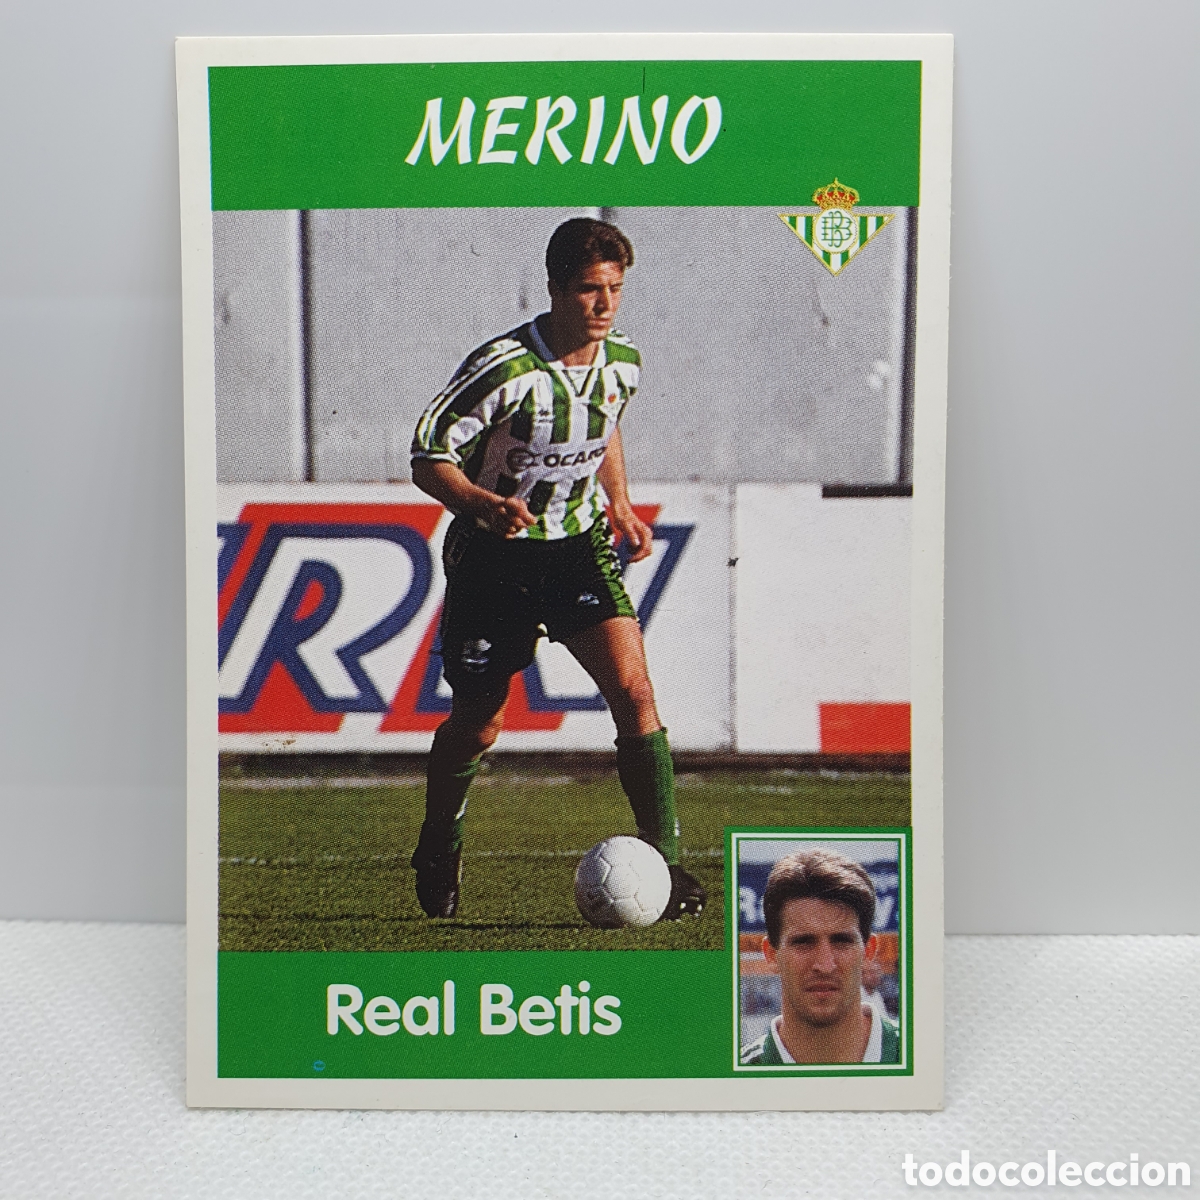 MERINO
Real Betis
todocoleccion